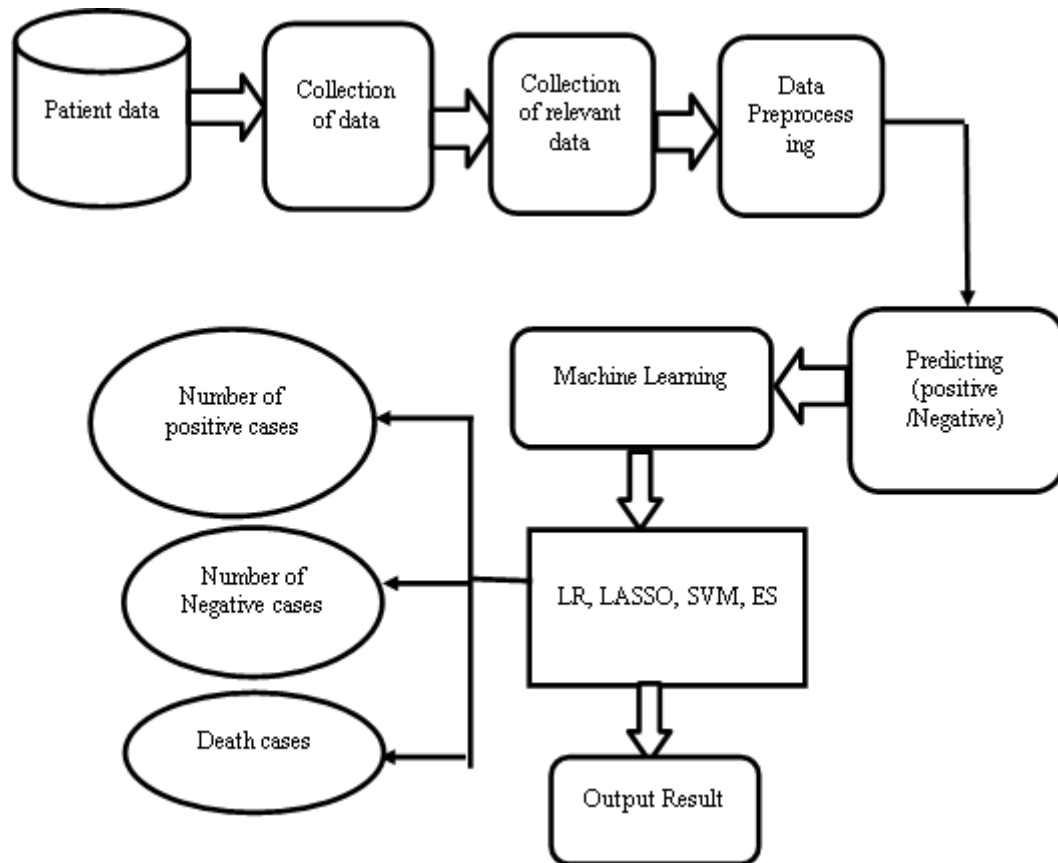 Patient data
Collection
of data
Collection
of relevant
data
Data
Preprocess
ing
Predicting
(positive
/Negative)
Machine Learning
LR, LASSO, SVM, ES
Number of
positive cases
Number of
Negative cases
Death cases
Output Result